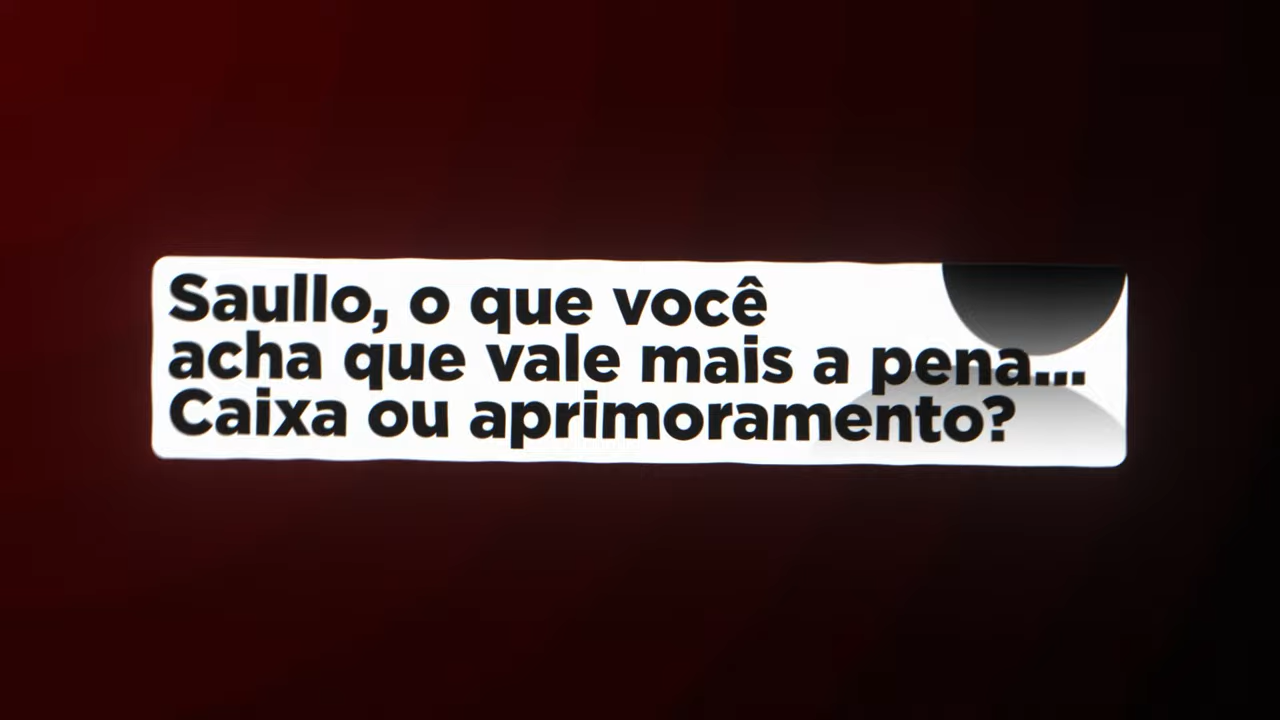 Saullo, o que você
acha que vale mais a pena...
Caixa ou aprimoramento?